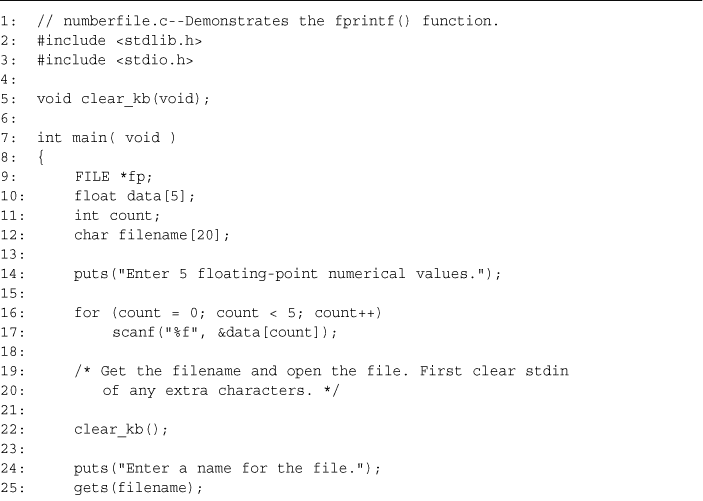 1: // numberfile.c--Demonstrates the fprintf() function.
2: #include <stdlib.h>
3: #include <stdio.h>
4:
5: void clear_kb(void);
6:
7: int main( void )
8: {
9: FILE *fp;
10: float data[5];
11: int count;
12: char filename[20];
13:
14: puts("Enter 5 floating-point numerical values.");
15:
16: for (count = 0; count < 5; count++)
17: scanf("%f", &data[count]);
18:
19: /* Get the filename and open the file. First clear stdin
20: of any extra characters. */
21:
22: clear_kb();
23:
24: puts("Enter a name for the file.");
25: gets(filename);